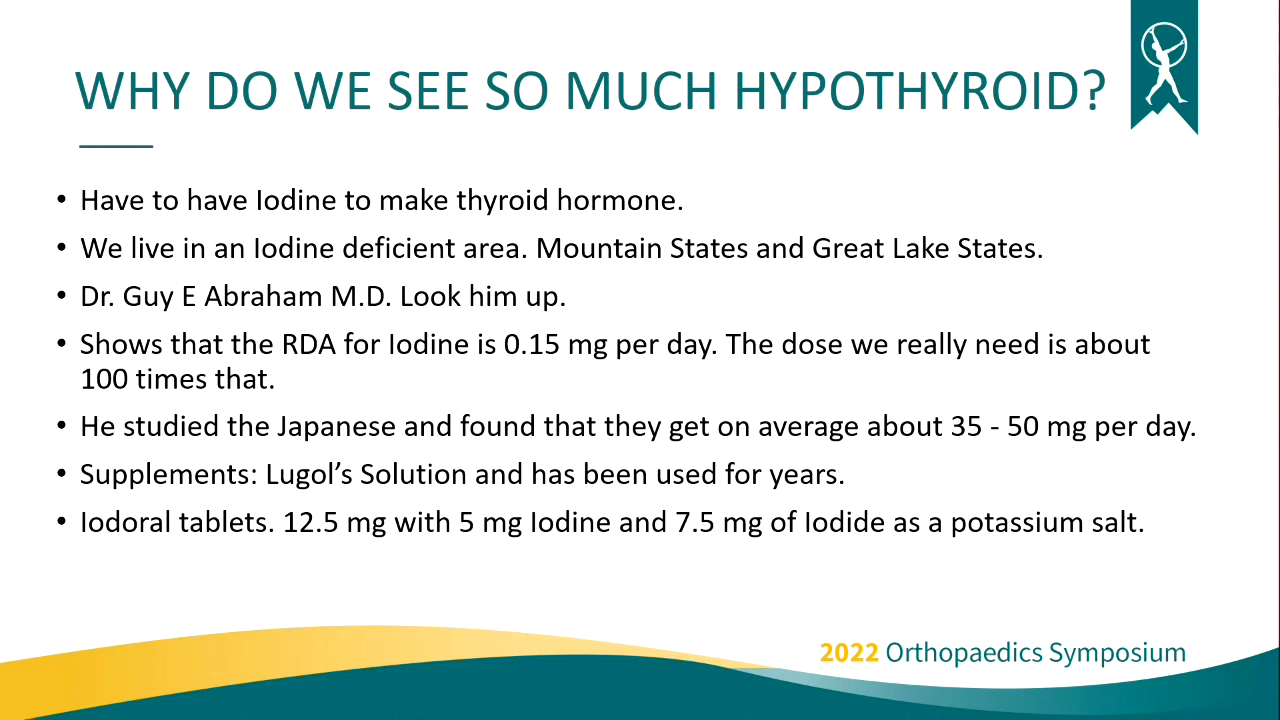 WHY DO WE SEE SO MUCH HYPOTHYROID?
• Have to have Iodine to make thyroid hormone.
• We live in an Iodine deficient area. Mountain States and Great Lake States.
• Dr. Guy E Abraham M.D. Look him up.
• Shows that the RDA for Iodine is 0.15 mg per day. The dose we really need is about
100 times that.
• He studied the Japanese and found that they get on average about 35 - 50 mg per day.
• Supplements: Lugol’s Solution and has been used for years.
• Iodoral tablets. 12.5 mg with 5 mg Iodine and 7.5 mg of Iodide as a potassium salt.
2022 Orthopaedics Symposium